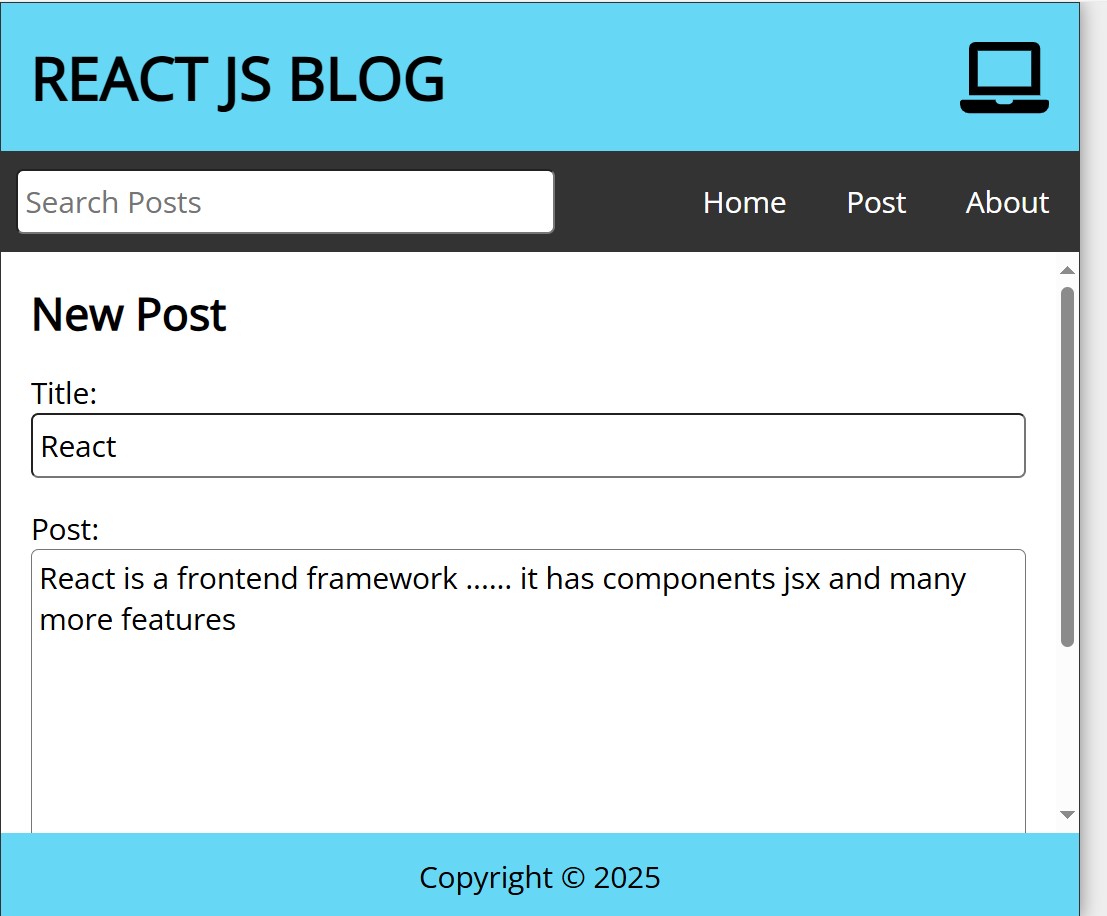 REACT JS BLOG
Search Posts
Home Post About
New Post
Title:
React
Post:
React is a frontend framework ...... it has components jsx and many
more features
Copyright © 2025